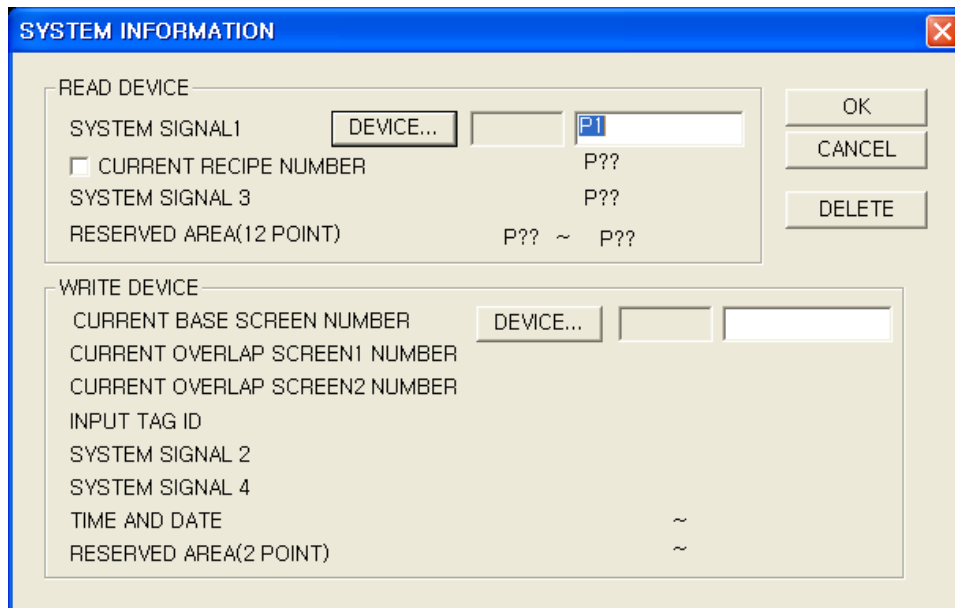 SYSTEM INFORMATION
READ DEVICE
SYSTEM SIGNAL1 DEVICE... P1
CURRENT RECIPE NUMBER P??
SYSTEM SIGNAL 3 P??
RESERVED AREA(12 POINT) P?? ~ P??
OK
CANCEL
DELETE
WRITE DEVICE
CURRENT BASE SCREEN NUMBER DEVICE...
CURRENT OVERLAP SCREEN1 NUMBER
CURRENT OVERLAP SCREEN2 NUMBER
INPUT TAG ID
SYSTEM SIGNAL 2
SYSTEM SIGNAL 4
TIME AND DATE ~
RESERVED AREA(2 POINT) ~